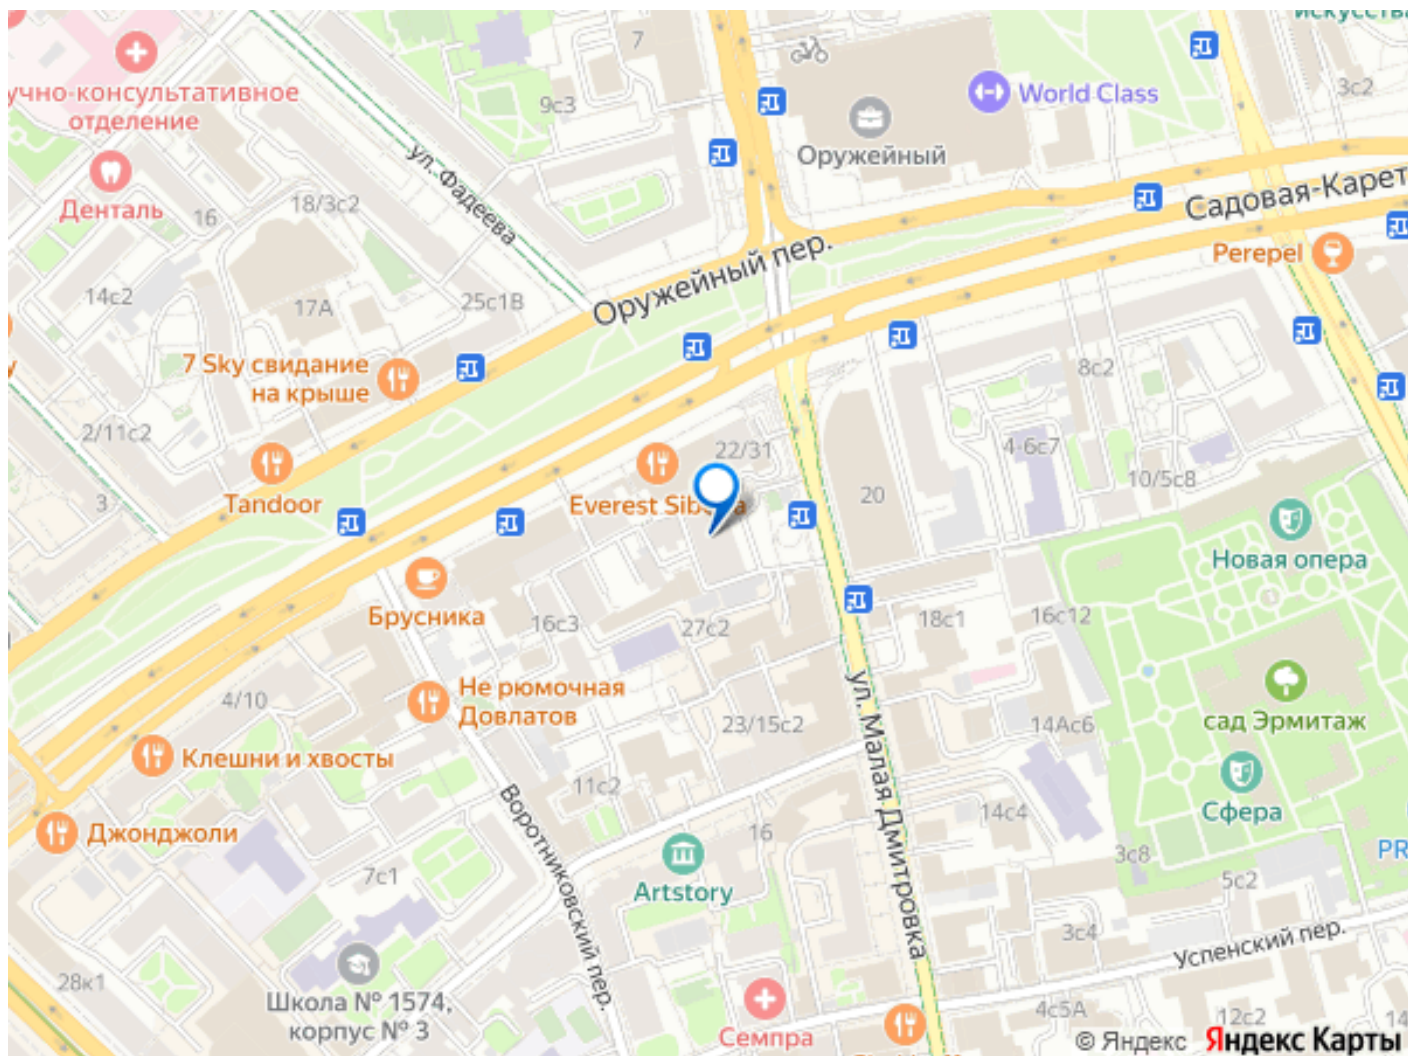 искусства
7
3с2
учно-консультативное
отделение
9с3
World Class
Оружейный
ул. Фадеева
Денталь
16
18/3с2
Садовая-Карет
Оружейный пер.
Perepel
14с2
17А
25с1В
7 Sky свидание
на крыше
8с2
2/11с2
22/31
4-6с7
Tandoor
3
Everest Sib
20
10/5с8
Новая опера
Брусника
16с3
27с2
18с1
16с12
4/10
Не рюмочная
Довлатов
23/15с2
ул. Малая Дмитровка
14Ас6
сад Эрмитаж
Клешни и хвосты
11с2
Воротниковский пер.
Джонджоли
16
14с4
Сфера
7с1
Artstory
3с8
PR
5с2
3с4
Успенский пер.
28к1
Школа № 1574,
корпус № 3
Семпра
4с5А
12с2
14
© Яндекс Яндекс Карты